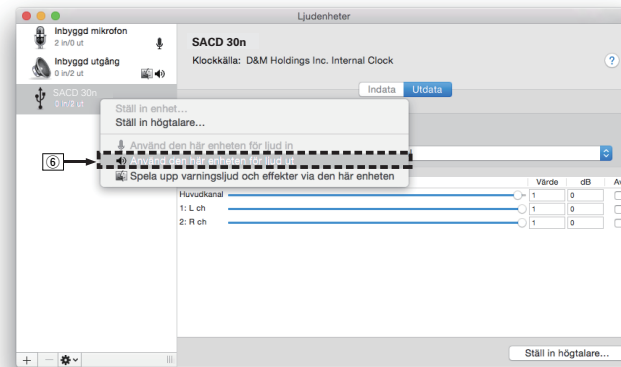 Ljudenheter
Inbyggd mikrofon
2 in/0 ut
Inbyggd utgång
0 in/2 ut
SACD 30n
0 in/2 ut
SACD 30n
Klockkälla: D&M Holdings Inc. Internal Clock
?
Indata Utdata
Ställ in enhet...
Ställ in högtalare...
Använd den här enheten för ljud in
⑥ Använd den här enheten för ljud ut
Spela upp varningsljud och effekter via den här enheten
Värde dB
Huvudkanal 1 0
1: L ch 1 0
2: R ch 1 0
Ställ in högtalare...